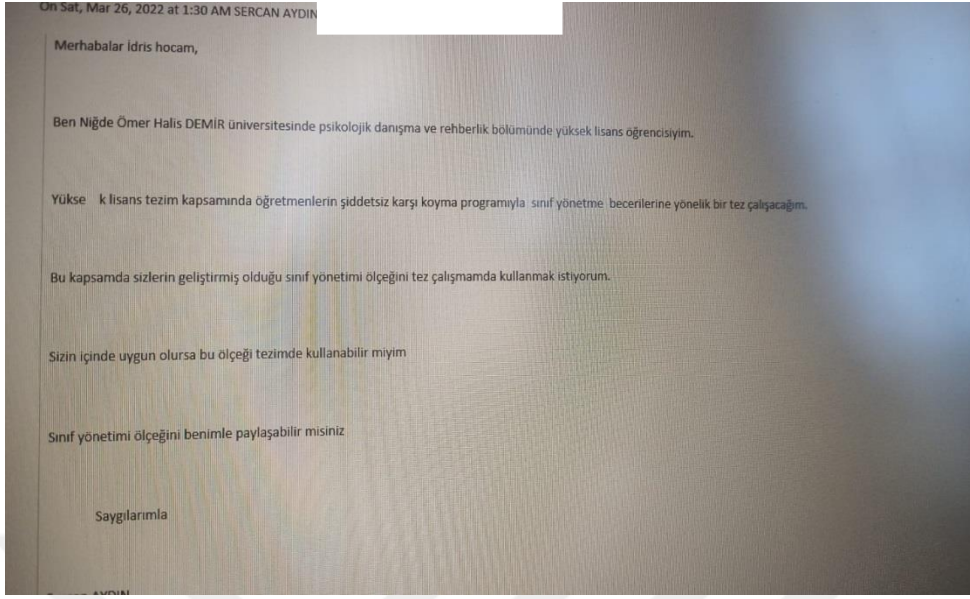 On Sat, Mar 26, 2022 at 1:30 AM SERCAN AYDIN
Merhabalar İdris hocam,
Ben Niğde Ömer Halis DEMİR üniversitesinde psikolojik danışma ve rehberlik bölümünde yüksek lisans öğrencisiyim.
Yükse k lisans tezim kapsamında öğretmenlerin şiddetsiz karşı koyma programıyla sınıf yönetme becerilerine yönelik bir tez çalışacağım.
Bu kapsamda sizlerin geliştirmiş olduğu sınıf yönetimi ölçeğini tez çalışmamda kullanmak istiyorum.
Sizin içinde uygun olursa bu ölçeği tezimde kullanabilir miyim
Sınıf yönetimi ölçeğini benimle paylaşabilir misiniz
Saygılarımla
AYDIN